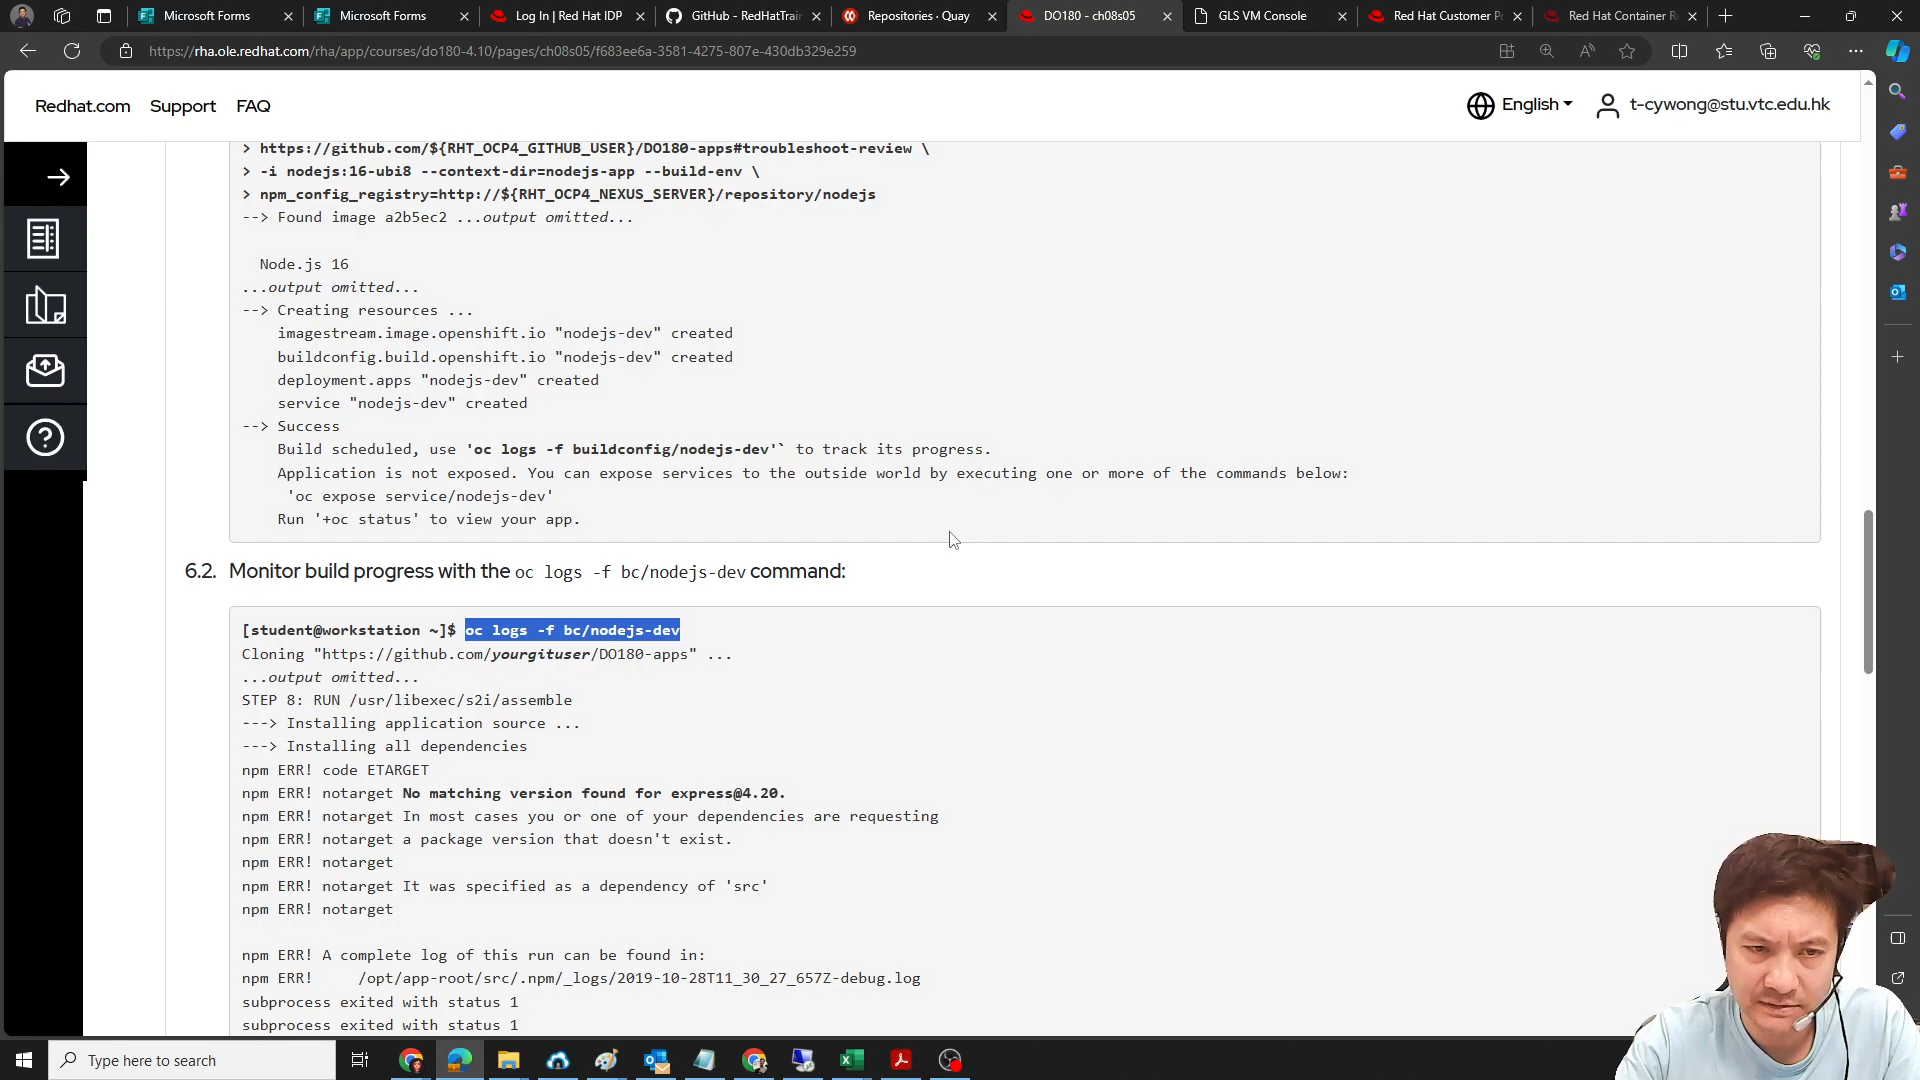 Microsoft Forms
Microsoft Forms
Log In | Red Hat IDP
GitHub - RedHatTrai
Repositories · Quay
DO180 - ch08s05
GLS VM Console
Red Hat Customer P
Red Hat Container R
https://rha.ole.redhat.com/rha/app/courses/do180-4.10/pages/ch08s05/f683ee6a-3581-4275-807e-430db329e259
Redhat.com Support FAQ English t-cywong@stu.vtc.edu.hk
> https://github.com/${RHT_OCP4_GITHUB_USER}/DO180-apps#troubleshoot-review \
> -i nodejs:16-ubi8 --context-dir=nodejs-app --build-env \
> npm_config_registry=http://${RHT_OCP4_NEXUS_SERVER}/repository/nodejs
--> Found image a2b5ec2 ...output omitted...
Node.js 16
...output omitted...
--> Creating resources ...
imagestream.image.openshift.io "nodejs-dev" created
buildconfig.build.openshift.io "nodejs-dev" created
deployment.apps "nodejs-dev" created
service "nodejs-dev" created
--> Success
Build scheduled, use 'oc logs -f buildconfig/nodejs-dev'` to track its progress.
Application is not exposed. You can expose services to the outside world by executing one or more of the commands below:
'oc expose service/nodejs-dev'
Run '+oc status' to view your app.
6.2. Monitor build progress with the oc logs -f bc/nodejs-dev command:
[student@workstation ~]$ oc logs -f bc/nodejs-dev
Cloning "https://github.com/yourgituser/DO180-apps" ...
...output omitted...
STEP 8: RUN /usr/libexec/s2i/assemble
---> Installing application source ...
---> Installing all dependencies
npm ERR! code ETARGET
npm ERR! notarget No matching version found for express@4.20.
npm ERR! notarget In most cases you or one of your dependencies are requesting
npm ERR! notarget a package version that doesn't exist.
npm ERR! notarget
npm ERR! notarget It was specified as a dependency of 'src'
npm ERR! notarget
npm ERR! A complete log of this run can be found in:
npm ERR! /opt/app-root/src/.npm/_logs/2019-10-28T11_30_27_657Z-debug.log
subprocess exited with status 1
subprocess exited with status 1
Type here to search